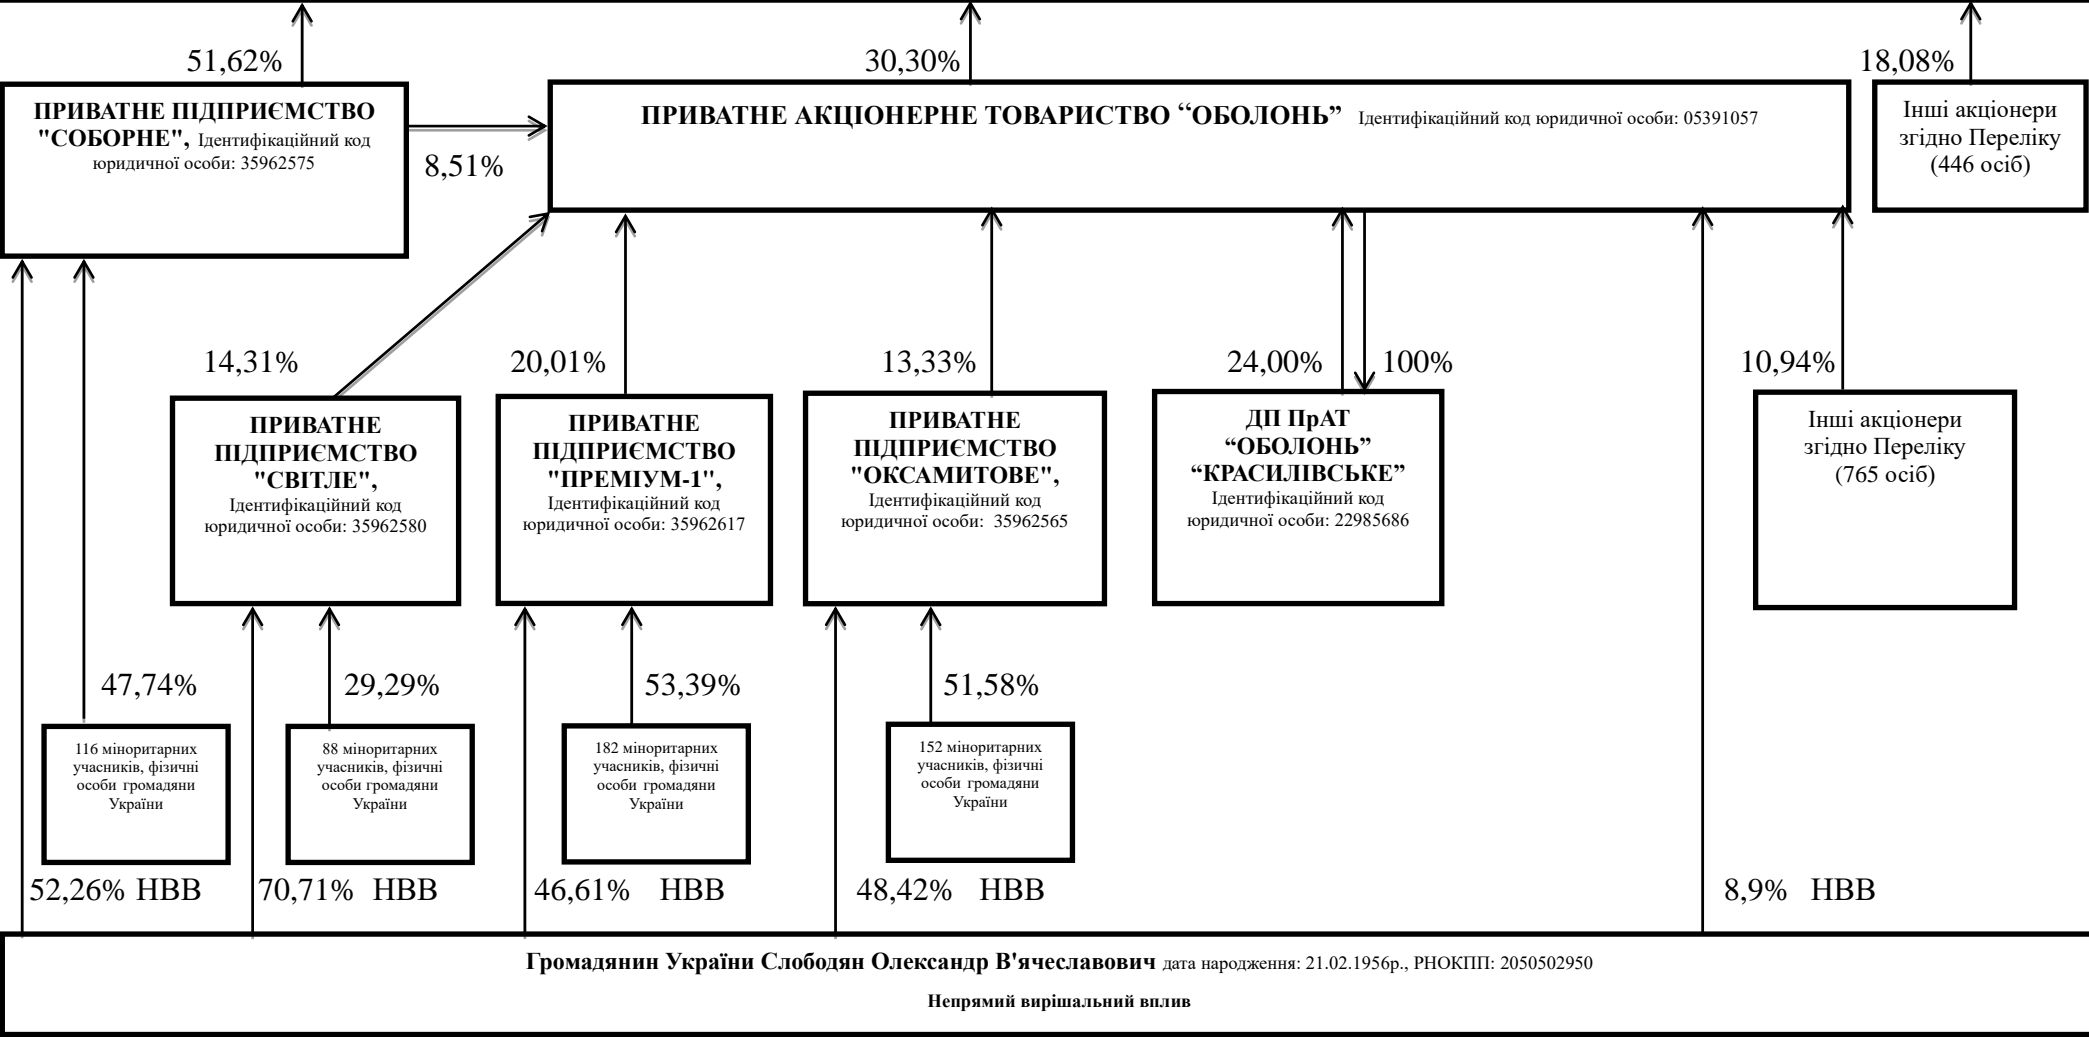 51,62%
30,30%
18,08%
ПРИВАТНЕ ПІДПРИЄМСТВО
"СОБОРНЕ", Ідентифікаційний код
юридичної особи: 35962575
8,51%
ПРИВАТНЕ АКЦІОНЕРНЕ ТОВАРИСТВО “ОБОЛОНЬ” Ідентифікаційний код юридичної особи: 05391057
Інші акціонери
згідно Переліку
(446 осіб)
14,31%
20,01%
13,33%
24,00%
100%
10,94%
ПРИВАТНЕ
ПІДПРИЄМСТВО
"СВІТЛЕ",
Ідентифікаційний код
юридичної особи: 35962580
ПРИВАТНЕ
ПІДПРИЄМСТВО
"ПРЕМІУМ-1",
Ідентифікаційний код
юридичної особи: 35962617
ПРИВАТНЕ
ПІДПРИЄМСТВО
"ОКСАМИТОВЕ",
Ідентифікаційний код
юридичної особи: 35962565
ДП ПрАТ
“ОБОЛОНЬ”
“КРАСИЛІВСЬКЕ”
Ідентифікаційний код
юридичної особи: 22985686
Інші акціонери
згідно Переліку
(765 осіб)
47,74%
29,29%
53,39%
51,58%
116 міноритарних
учасників, фізичні
особи громадяни
України
88 міноритарних
учасників, фізичні
особи громадяни
України
182 міноритарних
учасників, фізичні
особи громадяни
України
152 міноритарних
учасників, фізичні
особи громадяни
України
52,26% НВВ
70,71% НВВ
46,61% НВВ
48,42% НВВ
8,9% НВВ
Громадянин України Слободян Олександр В'ячеславович дата народження: 21.02.1956р., РНОКПП: 2050502950
Непрямий вирішальний вплив